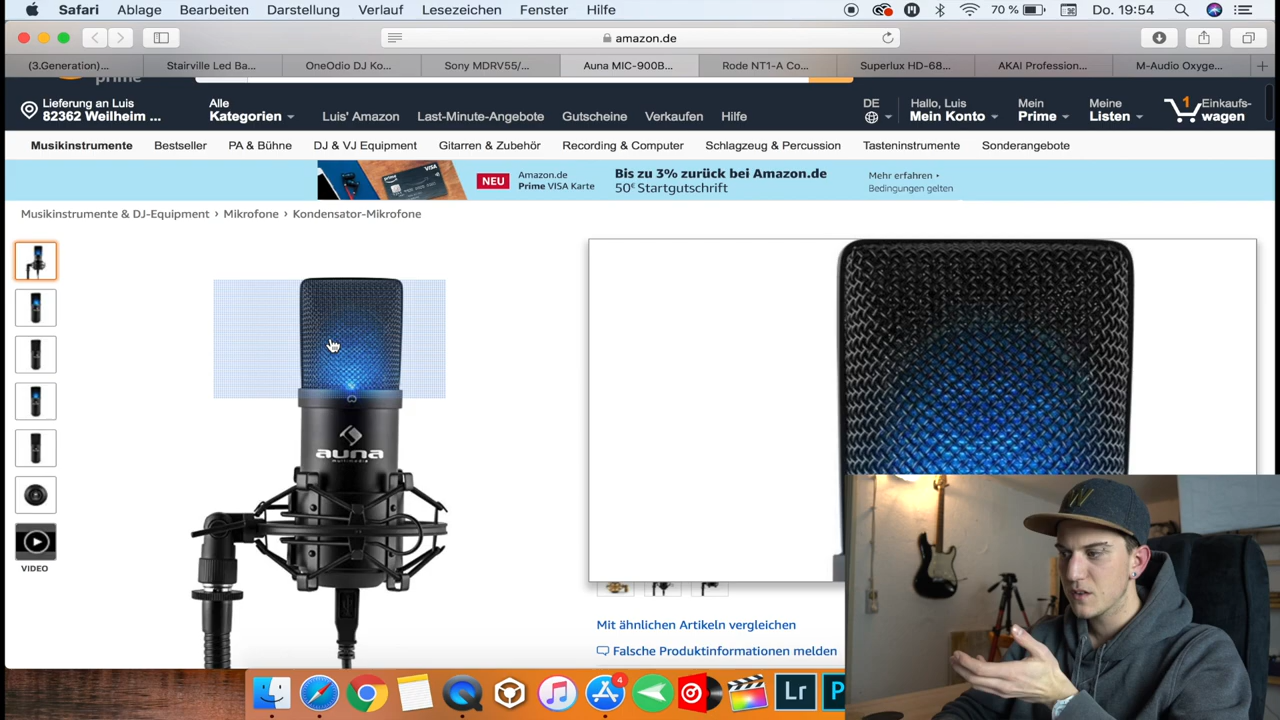 Safari Ablage Bearbeiten Darstellung Verlauf Lesezeichen Fenster Hilfe 70 % Do. 19:54
amazon.de
(3.Generation)... Stairville Led Ba... OneOdio DJ Ko... Sony MDRV55/... Auna MIC-900B... Rode NT1-A Co... Superlux HD-68... AKAI Profession... M-Audio Oxyge...
prime
Lieferung an Luis
82362 Weilheim ...
Alle
Kategorien
Luis' Amazon Last-Minute-Angebote Gutscheine Verkaufen Hilfe
DE
Hallo, Luis
Mein Konto
Mein
Prime
Meine
Listen
1
Einkaufs-
wagen
Musikinstrumente Bestseller PA & Bühne DJ & VJ Equipment Gitarren & Zubehör Recording & Computer Schlagzeug & Percussion Tasteninstrumente Sonderangebote
VISA
NEU
Amazon.de
Prime VISA Karte
Bis zu 3% zurück bei Amazon.de
50€ Startgutschrift
Mehr erfahren
Bedingungen gelten
Musikinstrumente & DJ-Equipment › Mikrofone › Kondensator-Mikrofone
auna
multimedia
VIDEO
Mit ähnlichen Artikeln vergleichen
Falsche Produktinformationen melden
4
Lr
P